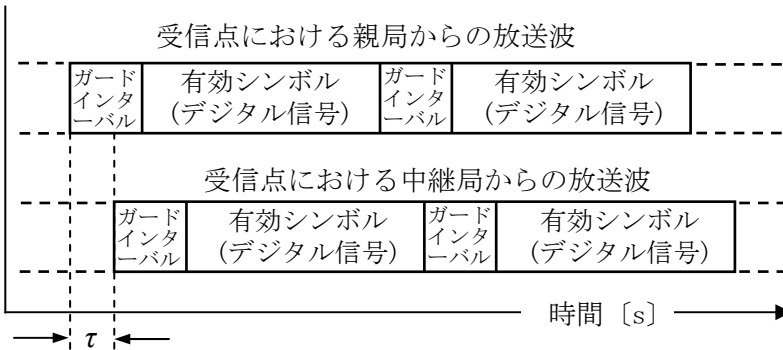 受信点における親局からの放送波
ガード
インタ
ーバル
有効シンボル
(デジタル信号)
ガード
インタ
ーバル
有効シンボル
(デジタル信号)
受信点における中継局からの放送波
ガード
インタ
ーバル
有効シンボル
(デジタル信号)
ガード
インタ
ーバル
有効シンボル
(デジタル信号)
時間〔s〕
τ